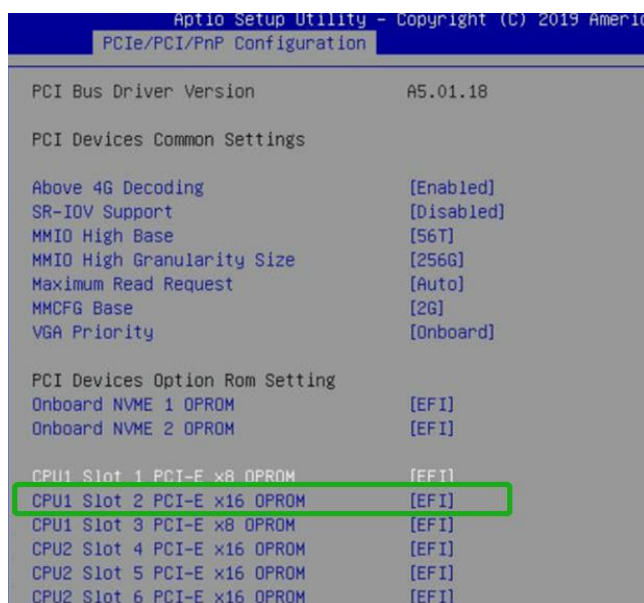 Aptio Setup Utility – Copyright (C) 2019 Americ
PCIe/PCI/PnP Configuration
PCI Bus Driver Version A5.01.18
PCI Devices Common Settings
Above 4G Decoding [Enabled]
SR-IOV Support [Disabled]
MMIO High Base [56T]
MMIO High Granularity Size [256G]
Maximum Read Request [Auto]
MMCFG Base [2G]
VGA Priority [Onboard]
PCI Devices Option Rom Setting
Onboard NVME 1 OPROM [EFI]
Onboard NVME 2 OPROM [EFI]
CPU1 Slot 1 PCI-E x8 OPROM [EFI]
CPU1 Slot 2 PCI-E x16 OPROM [EFI]
CPU1 Slot 3 PCI-E x8 OPROM [EFI]
CPU2 Slot 4 PCI-E x16 OPROM [EFI]
CPU2 Slot 5 PCI-E x16 OPROM [EFI]
CPU2 Slot 6 PCI-E x16 OPROM [EFI]